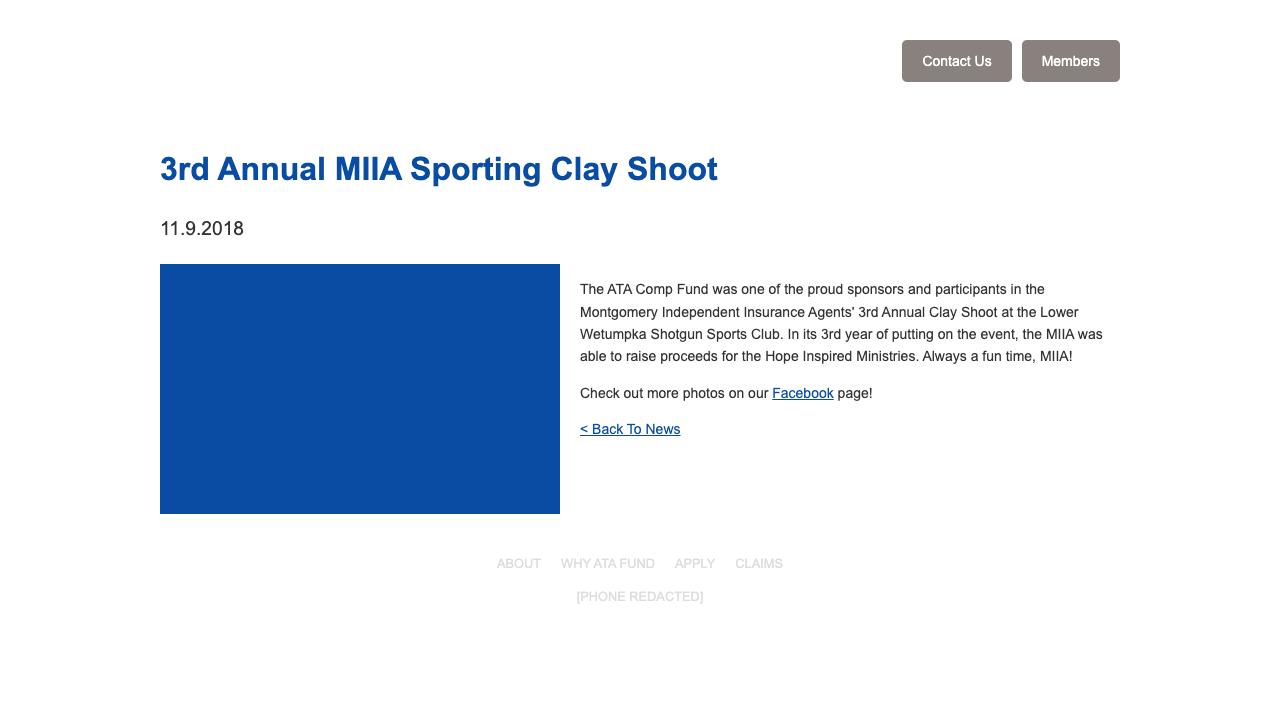 Contact Us
Members
3rd Annual MIIA Sporting Clay Shoot
11.9.2018
The ATA Comp Fund was one of the proud sponsors and participants in the
Montgomery Independent Insurance Agents' 3rd Annual Clay Shoot at the Lower
Wetumpka Shotgun Sports Club. In its 3rd year of putting on the event, the MIIA was
able to raise proceeds for the Hope Inspired Ministries. Always a fun time, MIIA!
Check out more photos on our Facebook page!
< Back To News
ABOUT WHY ATA FUND APPLY CLAIMS
[PHONE REDACTED]